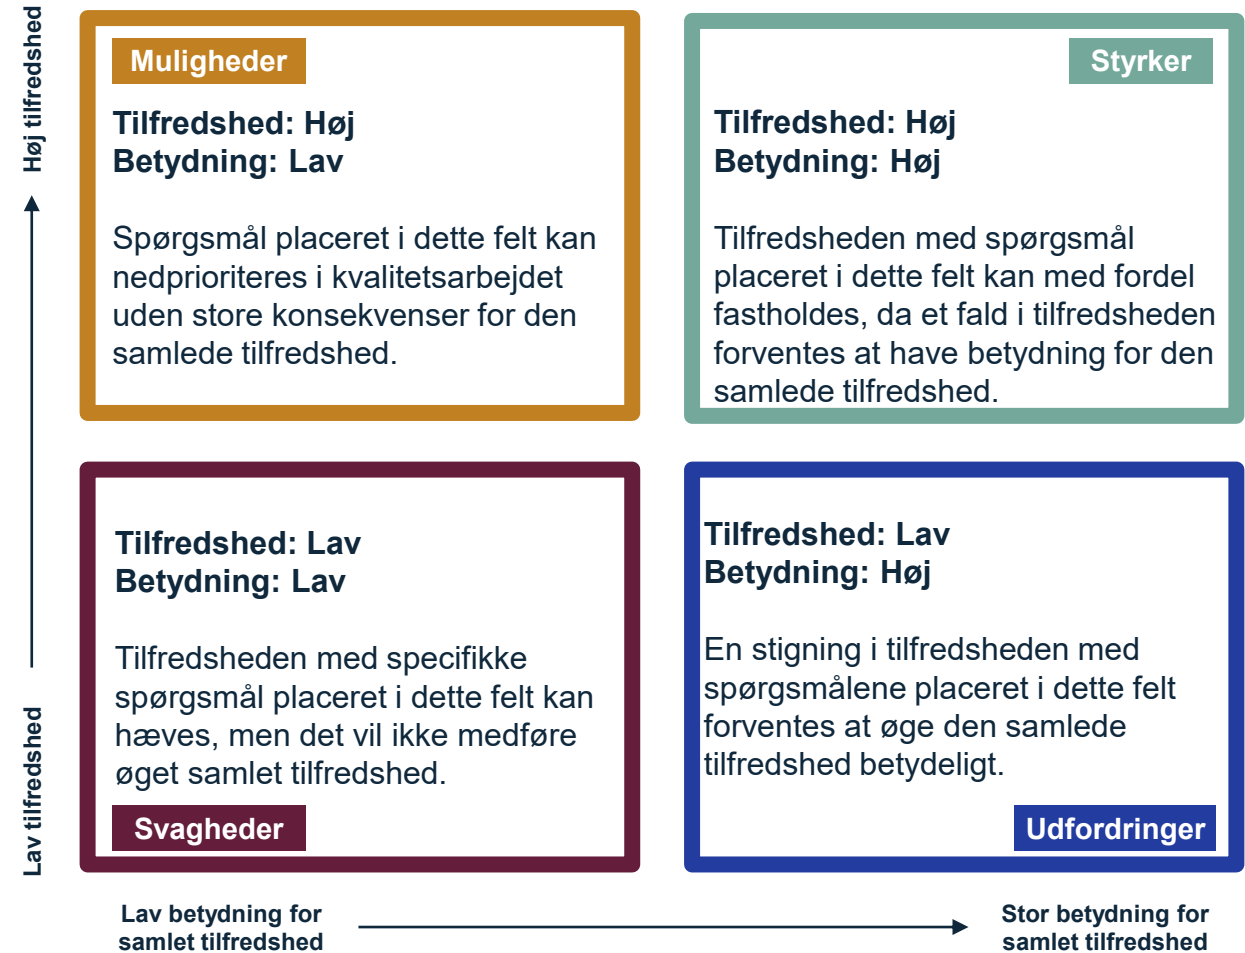 Høj tilfredshed
Muligheder
Tilfredshed: Høj
Betydning: Lav
Spørgsmål placeret i dette felt kan
nedprioriteres i kvalitetsarbejdet
uden store konsekvenser for den
samlede tilfredshed.
Styrker
Tilfredshed: Høj
Betydning: Høj
Tilfredsheden med spørgsmål
placeret i dette felt kan med fordel
fastholdes, da et fald i tilfredsheden
forventes at have betydning for den
samlede tilfredshed.
Lav tilfredshed
Tilfredshed: Lav
Betydning: Lav
Tilfredsheden med specifikke
spørgsmål placeret i dette felt kan
hæves, men det vil ikke medføre
øget samlet tilfredshed.
Svagheder
Tilfredshed: Lav
Betydning: Høj
En stigning i tilfredsheden med
spørgsmålene placeret i dette felt
forventes at øge den samlede
tilfredshed betydeligt.
Udfordringer
Lav betydning for
samlet tilfredshed
Stor betydning for
samlet tilfredshed